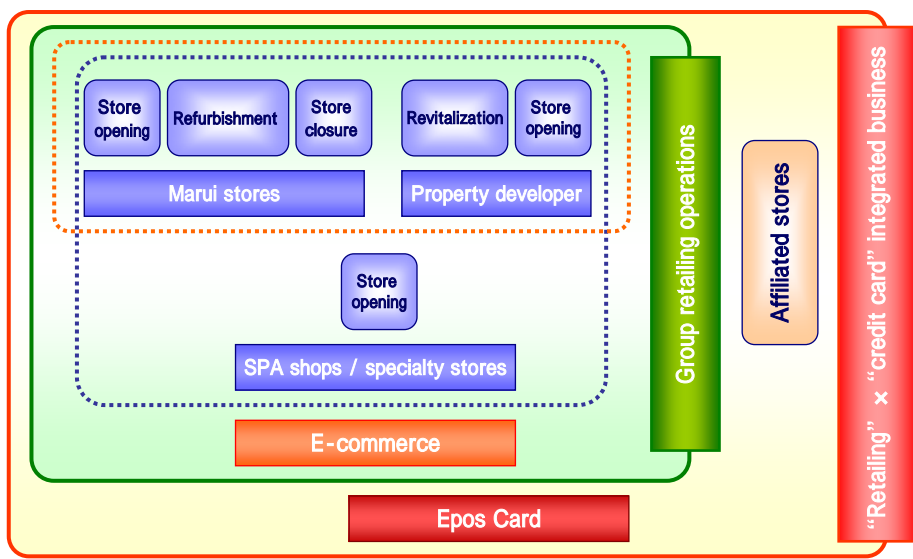 Store
opening
Refurbishment
Store
closure
Revitalization
Store
opening
Marui stores
Property developer
Store
opening
SPA shops / specialty stores
E-commerce
Epos Card
Group retailing operations
Affiliated stores
“Retailing” × “credit card” integrated business